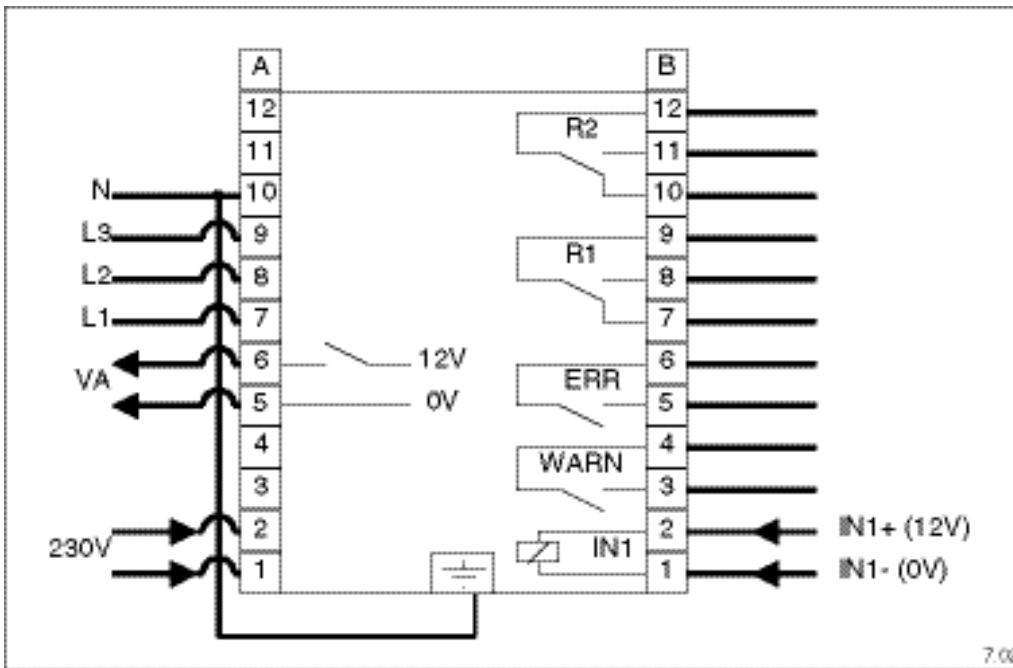 A B
12 12
R2
11 11
N 10 10
L3 9 9
R1
L2 8 8
L1 7 7
6 12V 6
VA ERR
5 0V 5
4 4
WARN
3 3
2 2 IN1+ (12V)
230V IN1
1 1 IN1- (0V)
7.02